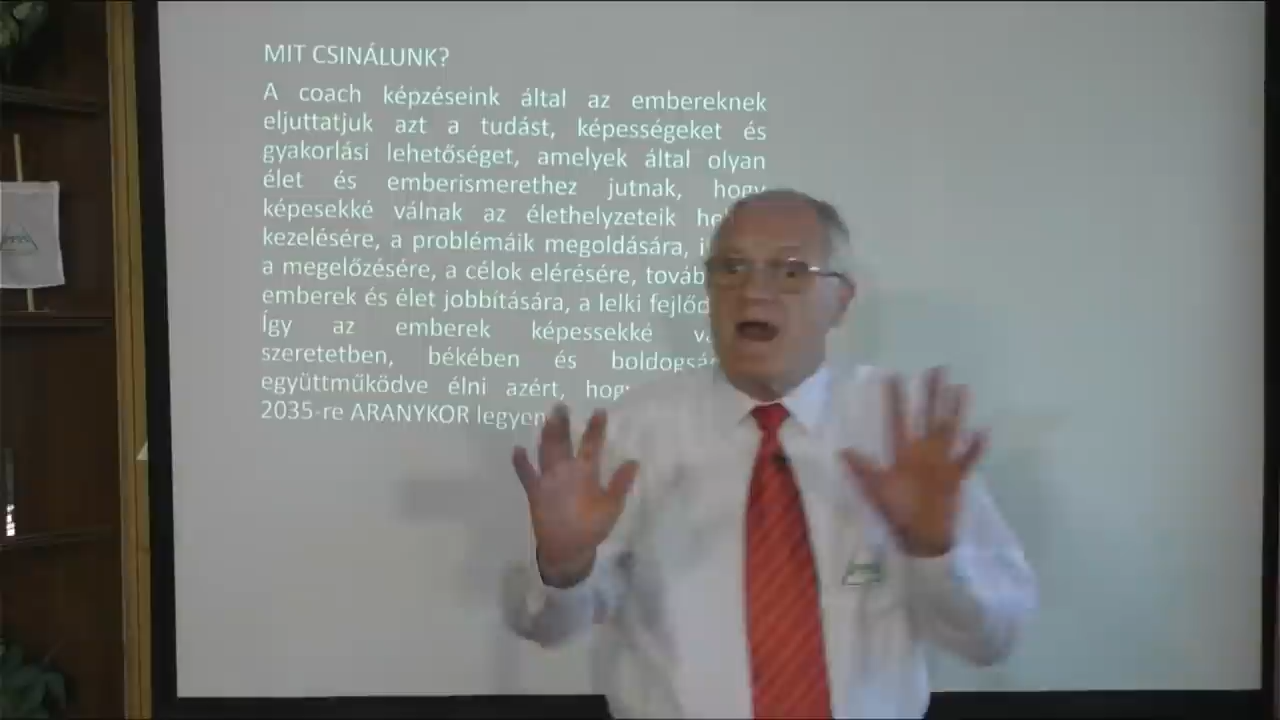 MIT CSINÁLUNK?
A coach képzéseink által az embereknek
eljuttatjuk azt a tudást, képességeket és
gyakorlási lehetőséget, amelyek által olyan
élet és emberismerethez jutnak, hogy
képesekké válnak az élethelyzeteik
kezelésére, a problémáik megoldására,
a megelőzésére, a célok elérésére,
emberek és élet jobbítására, a lelki
Így az emberek képessekké
szeretetben, békében és
együttműködve élni azért,
2035-re ARANYKOR legyen